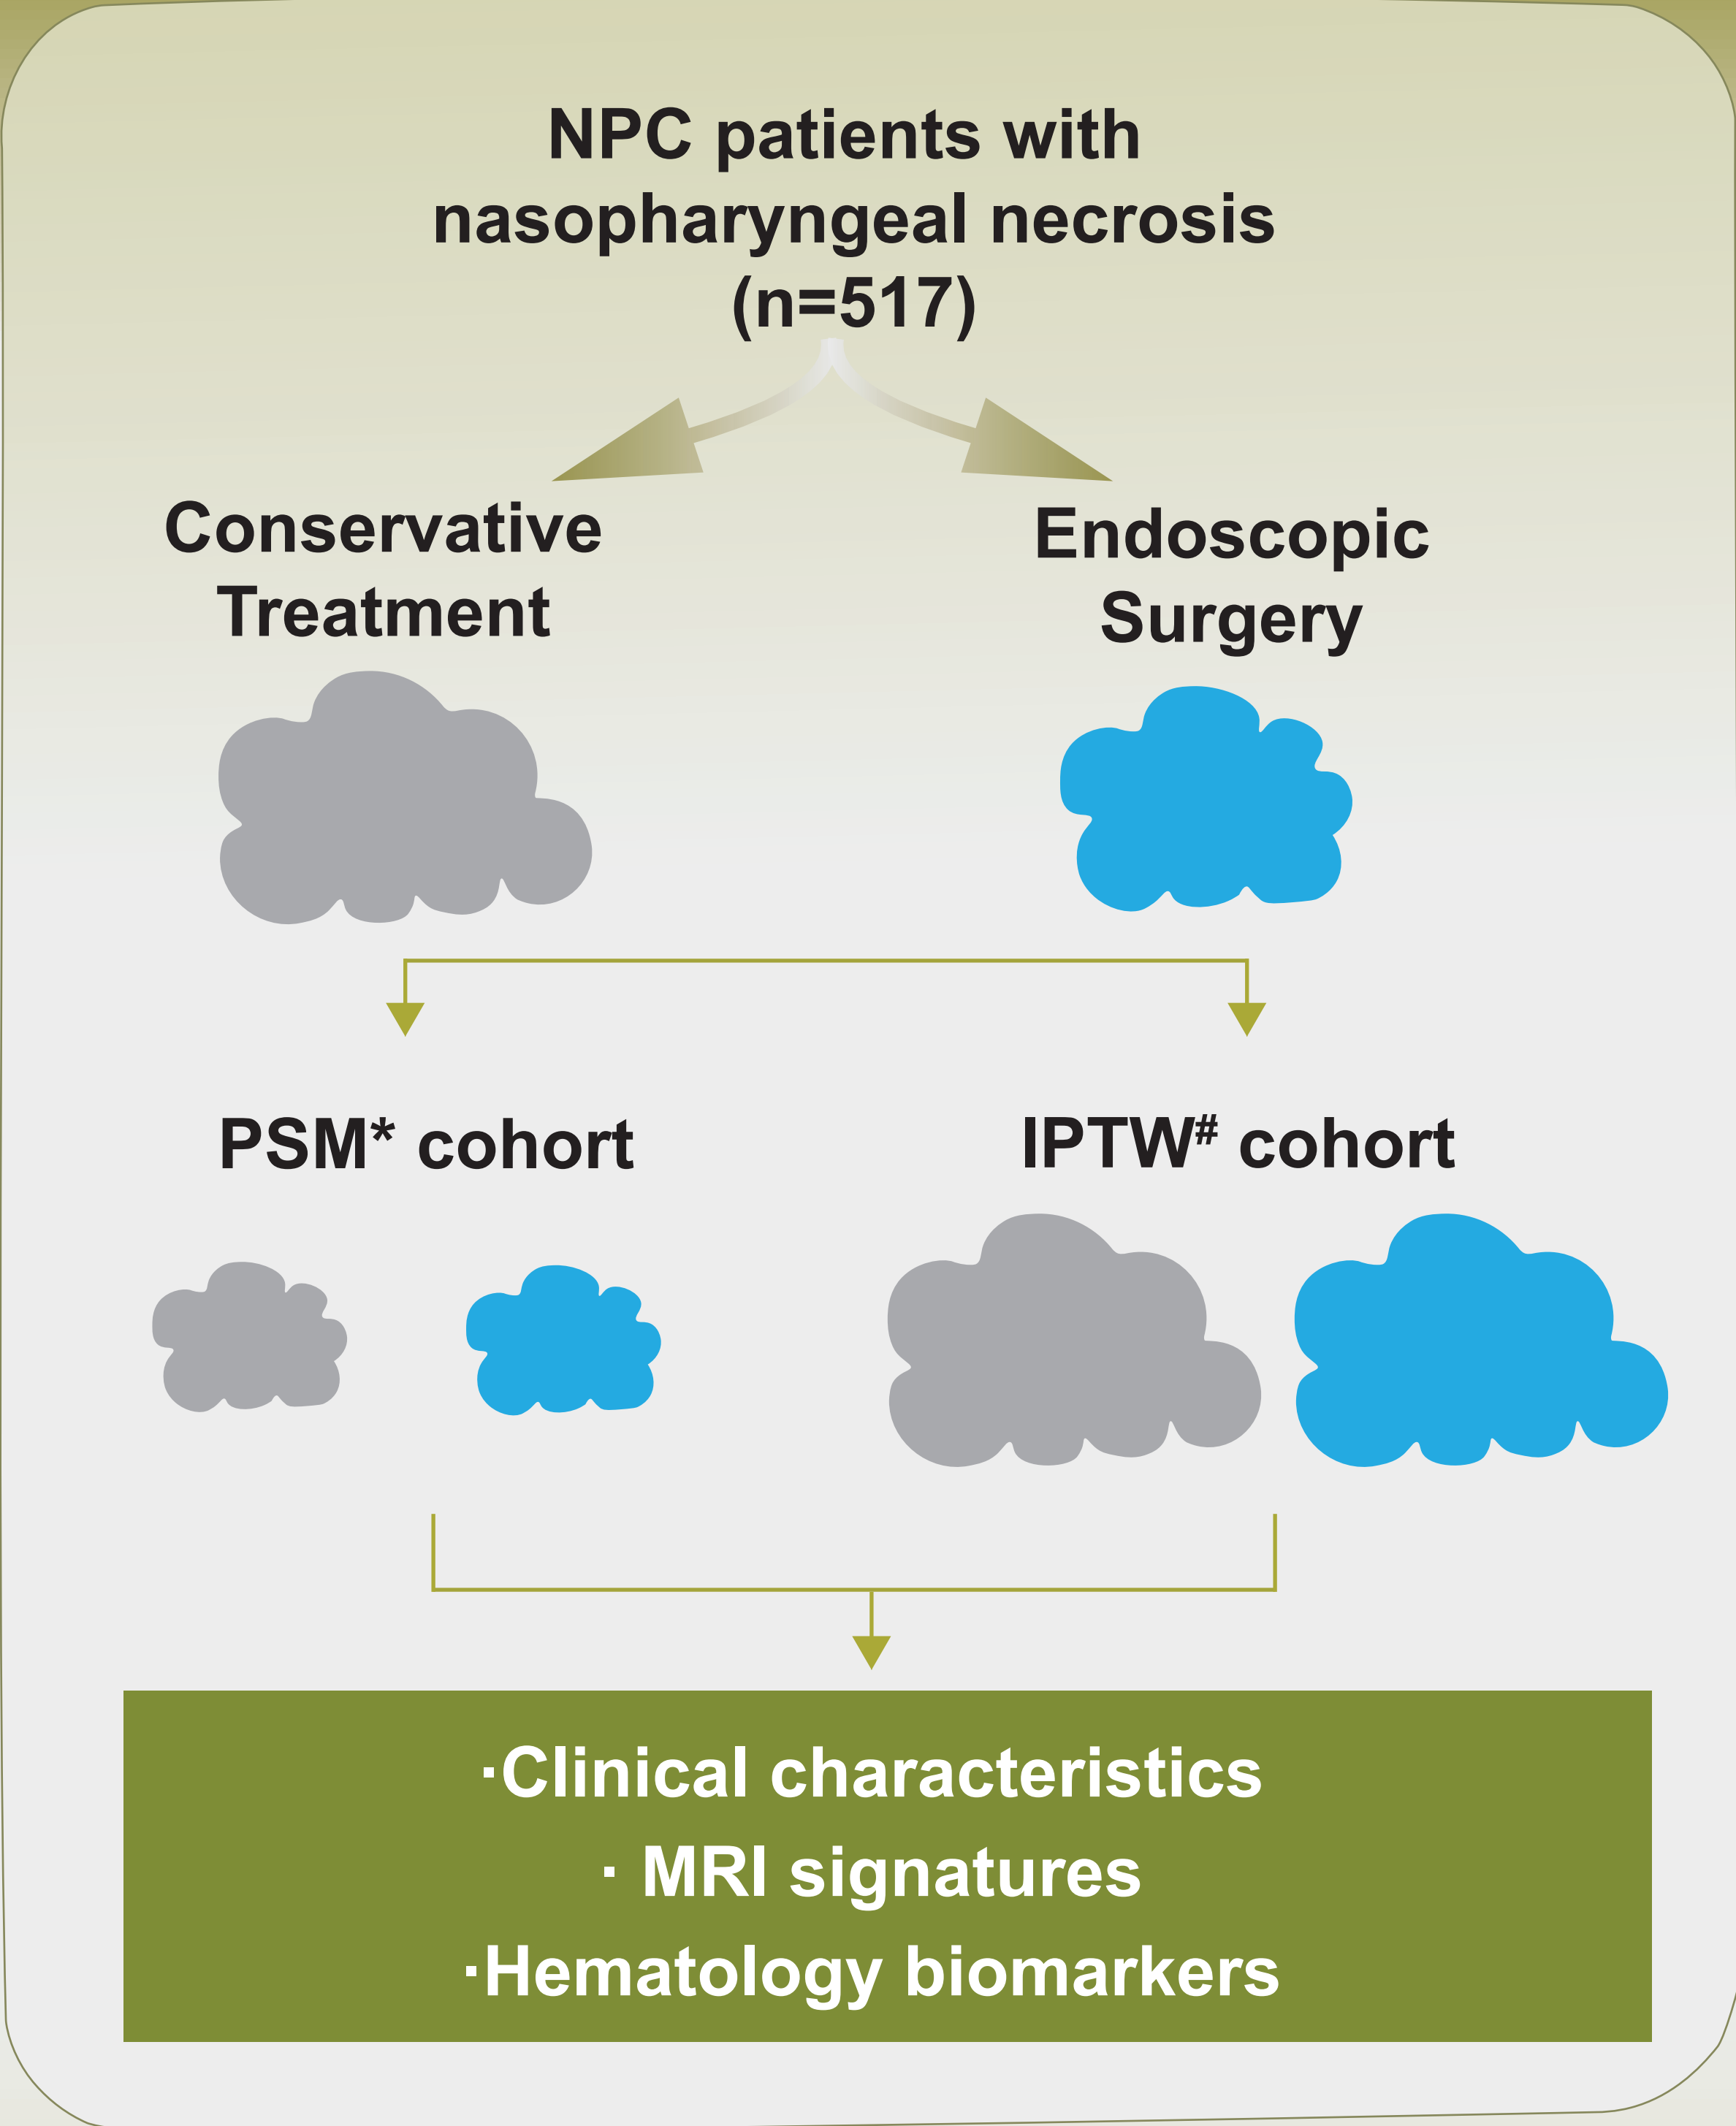 NPC patients with
nasopharyngeal necrosis
(n=517)
Conservative
Treatment
Endoscopic
Surgery
PSM* cohort
IPTW# cohort
·Clinical characteristics
· MRI signatures
·Hematology biomarkers